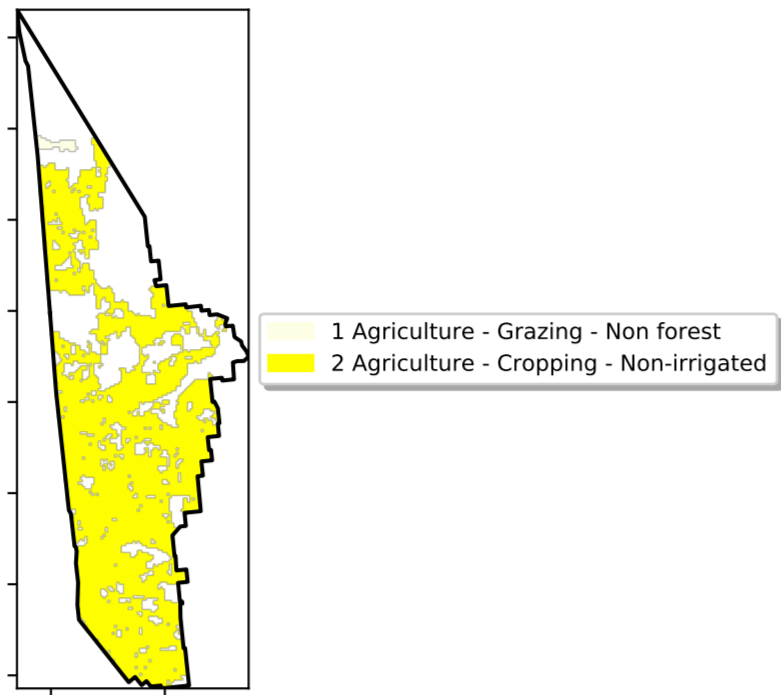 1 Agriculture - Grazing - Non forest
2 Agriculture - Cropping - Non-irrigated